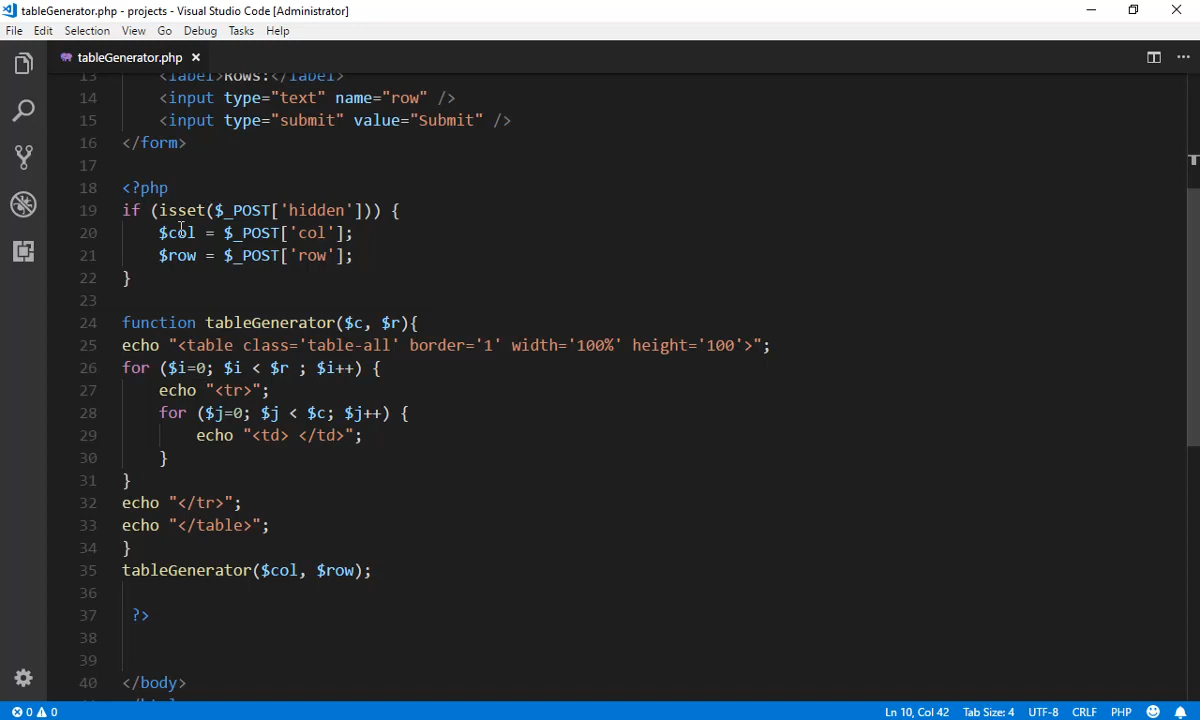 tableGenerator.php - projects - Visual Studio Code [Administrator]
File Edit Selection View Go Debug Tasks Help
tableGenerator.php ×
13 <label>Rows:</label>
14 <input type="text" name="row" />
15 <input type="submit" value="Submit" />
16 </form>
17
18 <?php
19 if (isset($_POST['hidden'])) {
20 $col = $_POST['col'];
21 $row = $_POST['row'];
22 }
23
24 function tableGenerator($c, $r){
25 echo "<table class='table-all' border='1' width='100%' height='100'>";
26 for ($i=0; $i < $r ; $i++) {
27 echo "<tr>";
28 for ($j=0; $j < $c; $j++) {
29 echo "<td> </td>";
30 }
31 }
32 echo "</tr>";
33 echo "</table>";
34 }
35 tableGenerator($col, $row);
36
37 ?>
38
39
40 </body>
0 0 Ln 10, Col 42 Tab Size: 4 UTF-8 CRLF PHP